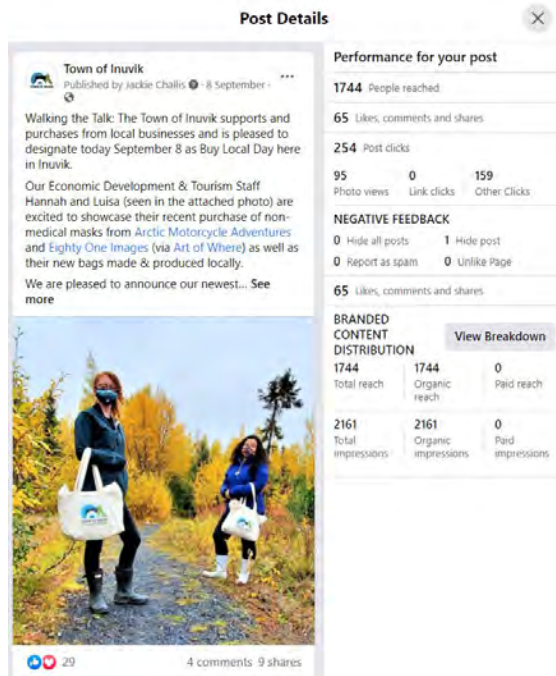 Post Details
Town of Inuvik
Published by Jackie Challis · 8 September ·
Walking the Talk: The Town of Inuvik supports and
purchases from local businesses and is pleased to
designate today September 8 as Buy Local Day here
in Inuvik.
Our Economic Development & Tourism Staff
Hannah and Luisa (seen in the attached photo) are
excited to showcase their recent purchase of non-
medical masks from Arctic Motorcycle Adventures
and Eighty One Images (via Art of Where) as well as
their new bags made & produced locally.
We are pleased to announce our newest... See
more
29
4 comments 9 shares
Performance for your post
1744 People reached
65 Likes, comments and shares
254 Post clicks
95 0 159
Photo views Link clicks Other Clicks
NEGATIVE FEEDBACK
0 Hide all posts 1 Hide post
0 Report as spam 0 Unlike Page
65 Likes, comments and shares
BRANDED
CONTENT
DISTRIBUTION
View Breakdown
1744 1744 0
Total reach Organic reach Paid reach
2161 2161 0
Total impressions Organic impressions Paid impressions